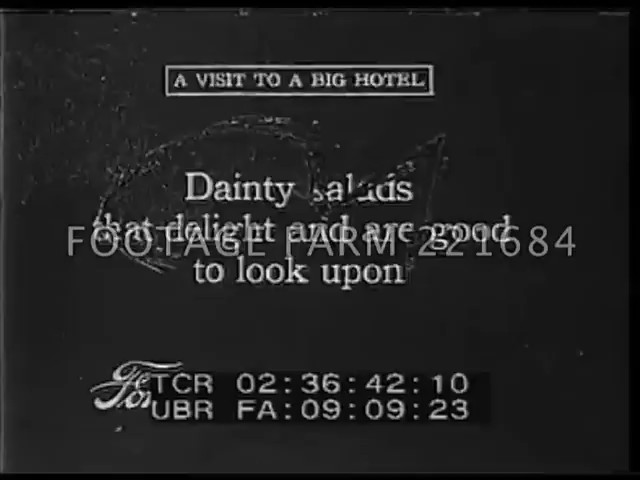 A VISIT TO A BIG HOTEL
Dainty salads
that delight and are good
FOOTAGE FARM 221684
to look upon
TCR 02:36:42:10
UBR FA:09:09:23